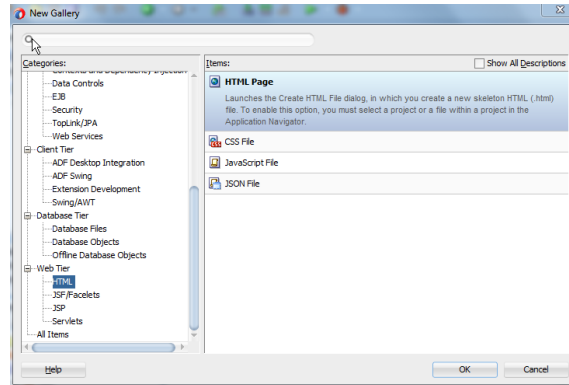 New Gallery
Categories:
Contexts and Dependency Injection
Data Controls
EJB
Security
TopLink/JPA
Web Services
Client Tier
ADF Desktop Integration
ADF Swing
Extension Development
Swing/AWT
Database Tier
Database Files
Database Objects
Offline Database Objects
Web Tier
HTML
JSF/Facelets
JSP
Servlets
All Items
Items:
Show All Descriptions
HTML Page
Launches the Create HTML File dialog, in which you create a new skeleton HTML (.html)
file. To enable this option, you must select a project or a file within a project in the
Application Navigator.
CSS File
JavaScript File
JSON File
Help
OK
Cancel